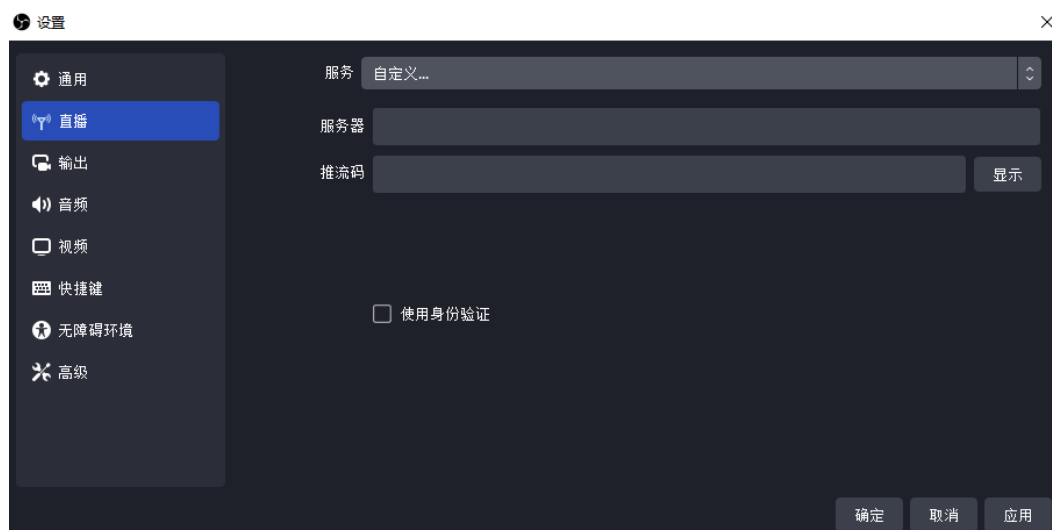 设置
通用
直播
输出
音频
视频
快捷键
无障碍环境
高级
服务 自定义...
服务器
推流码
显示
使用身份验证
确定 取消 应用